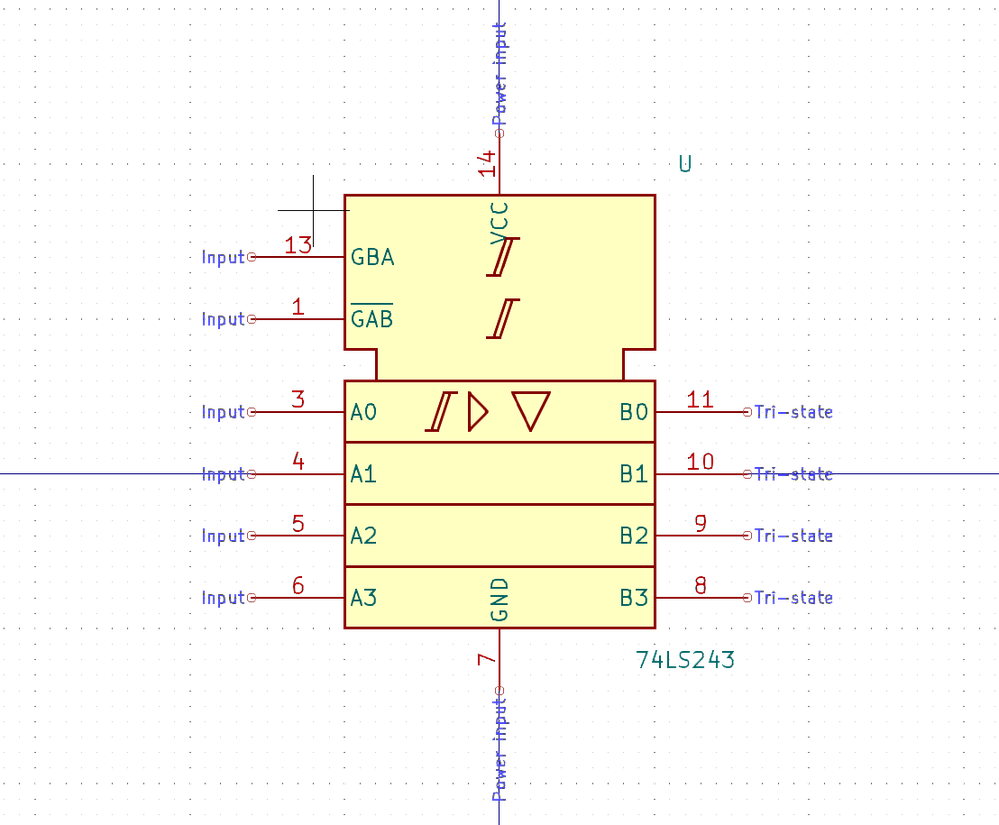 Power input
14
U
VCC
Input 13 GBA
Input 1 GAB
Input 3 A0 B0 11 Tri-state
Input 4 A1 B1 10 Tri-state
Input 5 A2 B2 9 Tri-state
Input 6 A3 B3 8 Tri-state
GND
7
74LS243
Power input